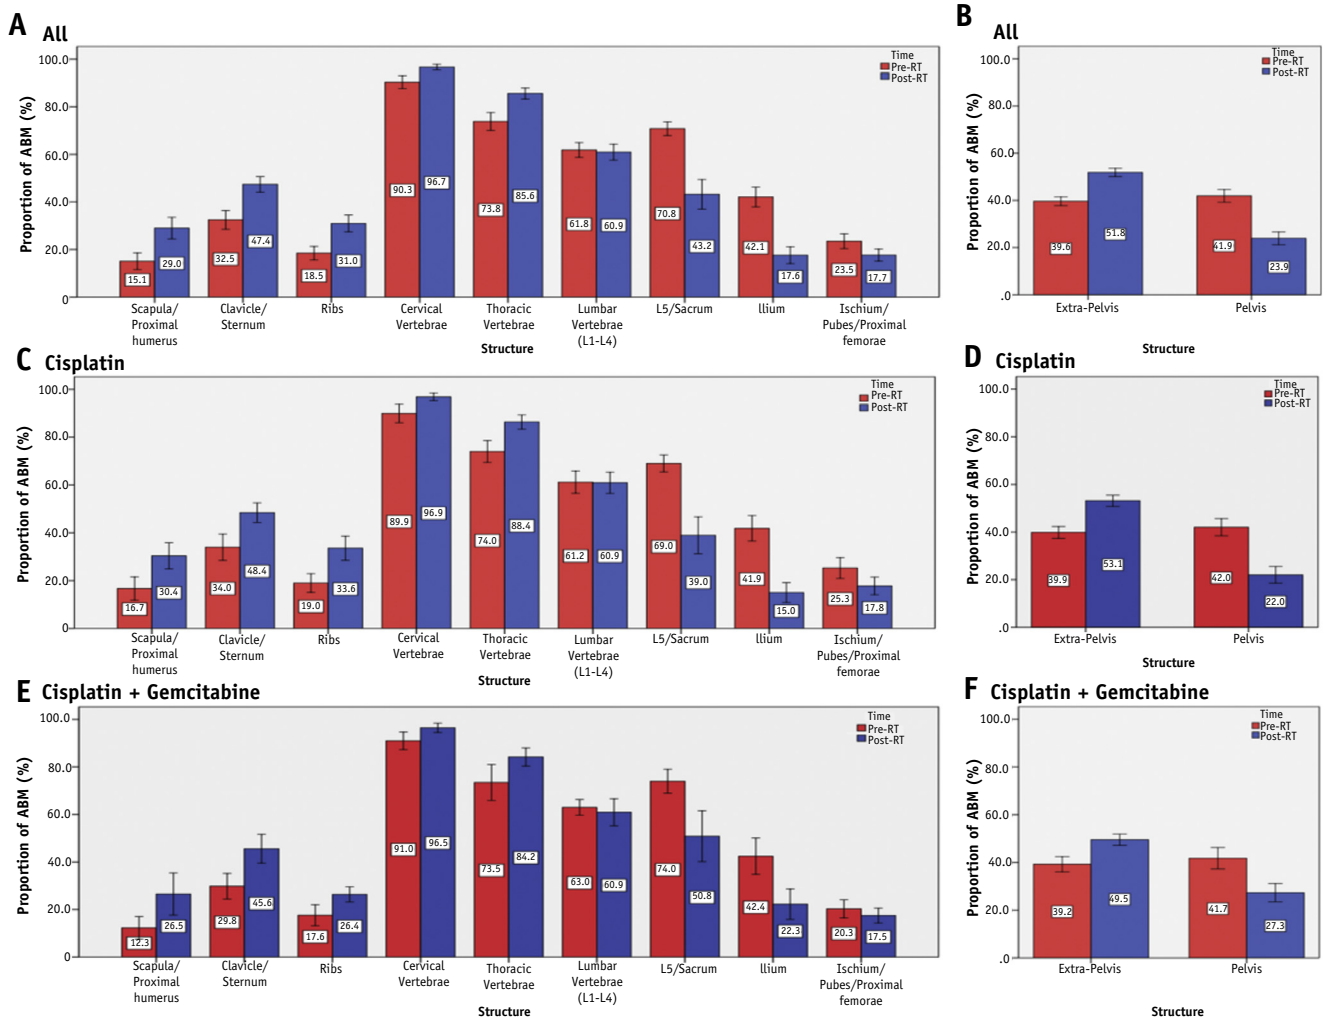 A
All
Time
Pre-RT
Post-RT
Proportion of ABM (%)
100.0
80.0
60.0
40.0
20.0
0
15.1
29.0
32.5
47.4
18.5
31.0
90.3
96.7
73.8
85.6
61.8
60.9
70.8
43.2
42.1
17.6
23.5
17.7
Scapula/
Proximal
humerus
Clavicle/
Sternum
Ribs
Cervical
Vertebrae
Thoracic
Vertebrae
Lumbar
Vertebrae
(L1-L4)
L5/Sacrum
llium
Ischium/
Pubes/Proximal
femorae
Structure
B
All
Time
Pre-RT
Post-RT
Proportion of ABM (%)
100.0
80.0
60.0
40.0
20.0
.0
39.6
51.8
41.9
23.9
Extra-Pelvis
Pelvis
Structure
C
Cisplatin
Time
Pre-RT
Post-RT
Proportion of ABM (%)
100.0
80.0
60.0
40.0
20.0
0
16.7
30.4
34.0
48.4
19.0
33.6
89.9
96.9
74.0
88.4
61.2
60.9
69.0
39.0
41.9
15.0
25.3
17.8
Scapula/
Proximal
humerus
Clavicle/
Sternum
Ribs
Cervical
Vertebrae
Thoracic
Vertebrae
Lumbar
Vertebrae
(L1-L4)
L5/Sacrum
llium
Ischium/
Pubes/Proximal
femorae
Structure
D
Cisplatin
Time
Pre-RT
Post-RT
Proportion of ABM (%)
100.0
80.0
60.0
40.0
20.0
.0
39.9
53.1
42.0
22.0
Extra-Pelvis
Pelvis
Structure
E
Cisplatin + Gemcitabine
Time
Pre-RT
Post-RT
Proportion of ABM (%)
100.0
80.0
60.0
40.0
20.0
0
12.3
26.5
29.8
45.6
17.6
26.4
91.0
96.5
73.5
84.2
63.0
60.9
74.0
50.8
42.4
22.3
20.3
17.5
Scapula/
Proximal
humerus
Clavicle/
Sternum
Ribs
Cervical
Vertebrae
Thoracic
Vertebrae
Lumbar
Vertebrae
(L1-L4)
L5/Sacrum
llium
Ischium/
Pubes/Proximal
femorae
Structure
F
Cisplatin + Gemcitabine
Time
Pre-RT
Post-RT
Proportion of ABM (%)
100.0
80.0
60.0
40.0
20.0
.0
39.2
49.5
41.7
27.3
Extra-Pelvis
Pelvis
Structure